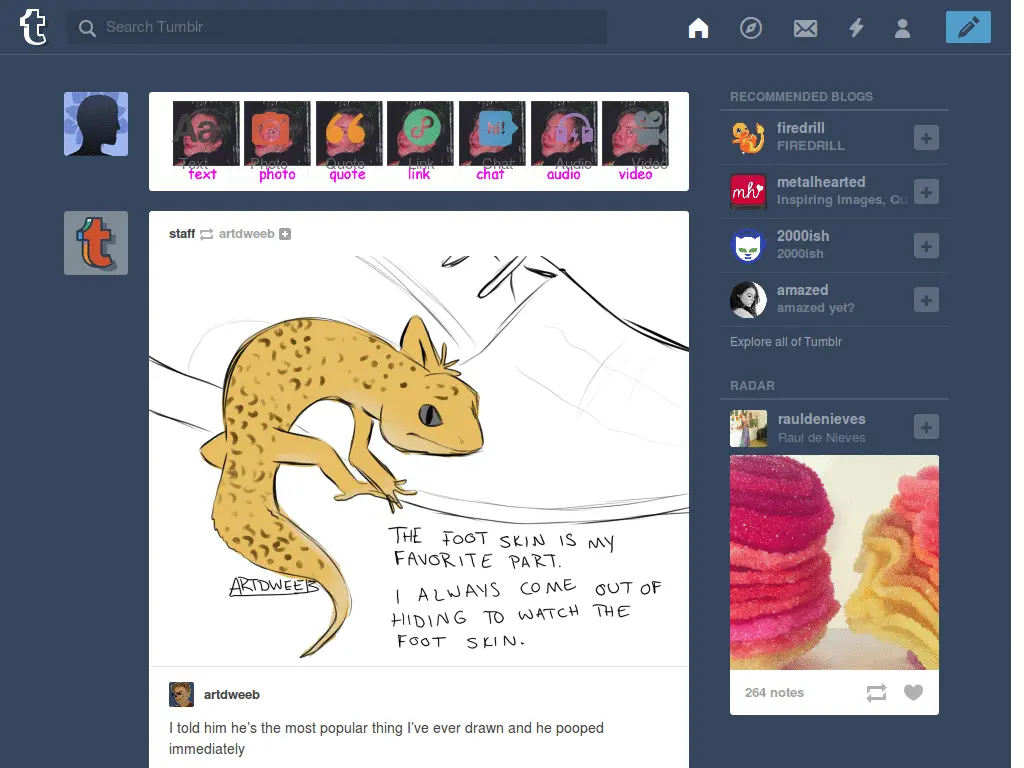 t
Search Tumblr
Aa
hi!
Text Photo Quote Link Chat Audio Video
text photo quote link chat audio video
t
staff artdweeb
THE FOOT SKIN IS MY
FAVORITE PART.
I ALWAYS COME OUT OF
HIDING TO WATCH THE
FOOT SKIN.
ARTDWEEB
artdweeb
I told him he's the most popular thing I've ever drawn and he pooped
immediately
RECOMMENDED BLOGS
firedrill
FIREDRILL
mh
metalhearted
Inspiring Images, Qu
2000ish
2000ish
amazed
amazed yet?
Explore all of Tumblr
RADAR
rauldenieves
Raul de Nieves
264 notes